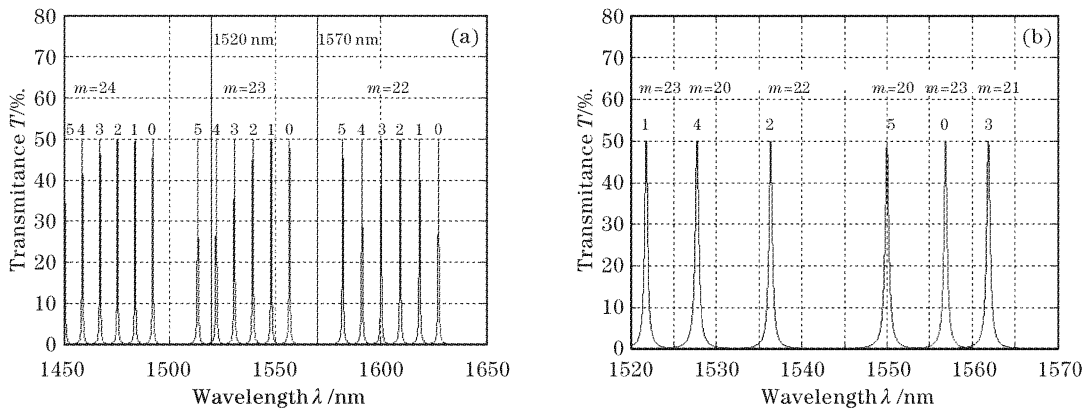 80
70
60
50
40
30
20
10
0
Transmitance T/%.
1520 nm
1570 nm
(a)
m=24
m=23
m=22
5 4 3 2 1 0
5 4 3 2 1 0
5 4 3 2 1 0
1450
1500
1550
1600
1650
Wavelength λ /nm
80
70
60
50
40
30
20
10
0
Transmitance T/%.
(b)
m=23
m=20
m=22
m=20
m=23
m=21
1
4
2
5
0
3
1520
1530
1540
1550
1560
1570
Wavelength λ /nm